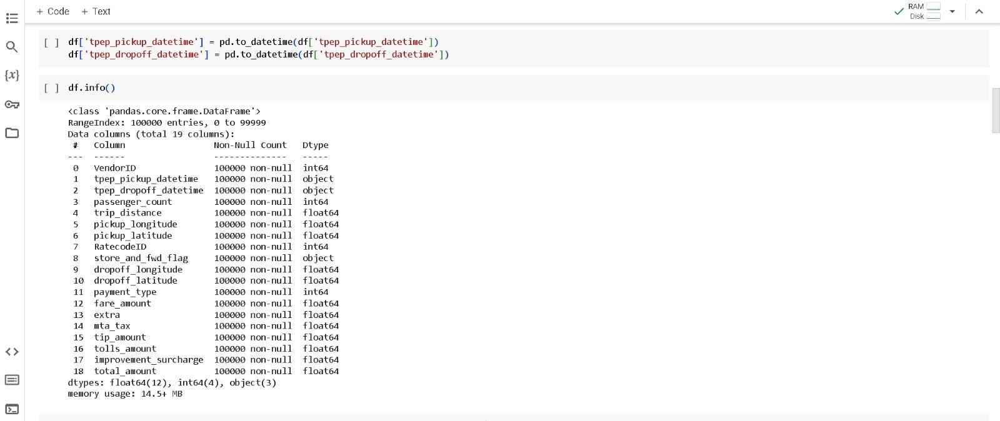 + Code + Text
RAM
Disk
{x}
[ ] df['tpep_pickup_datetime'] = pd.to_datetime(df['tpep_pickup_datetime'])
df['tpep_dropoff_datetime'] = pd.to_datetime(df['tpep_dropoff_datetime'])
[ ] df.info()
<class 'pandas.core.frame.DataFrame'>
RangeIndex: 100000 entries, 0 to 99999
Data columns (total 19 columns):
#   Column                 Non-Null Count   Dtype
---  ------                 --------------   -----
0   VendorID               100000 non-null  int64
1   tpep_pickup_datetime   100000 non-null  object
2   tpep_dropoff_datetime  100000 non-null  object
3   passenger_count        100000 non-null  int64
4   trip_distance          100000 non-null  float64
5   pickup_longitude       100000 non-null  float64
6   pickup_latitude        100000 non-null  float64
7   RatecodeID             100000 non-null  int64
8   store_and_fwd_flag     100000 non-null  object
9   dropoff_longitude      100000 non-null  float64
10  dropoff_latitude       100000 non-null  float64
11  payment_type           100000 non-null  int64
12  fare_amount            100000 non-null  float64
13  extra                  100000 non-null  float64
14  mta_tax                100000 non-null  float64
15  tip_amount             100000 non-null  float64
16  tolls_amount           100000 non-null  float64
17  improvement_surcharge  100000 non-null  float64
18  total_amount           100000 non-null  float64
dtypes: float64(12), int64(4), object(3)
memory usage: 14.5+ MB